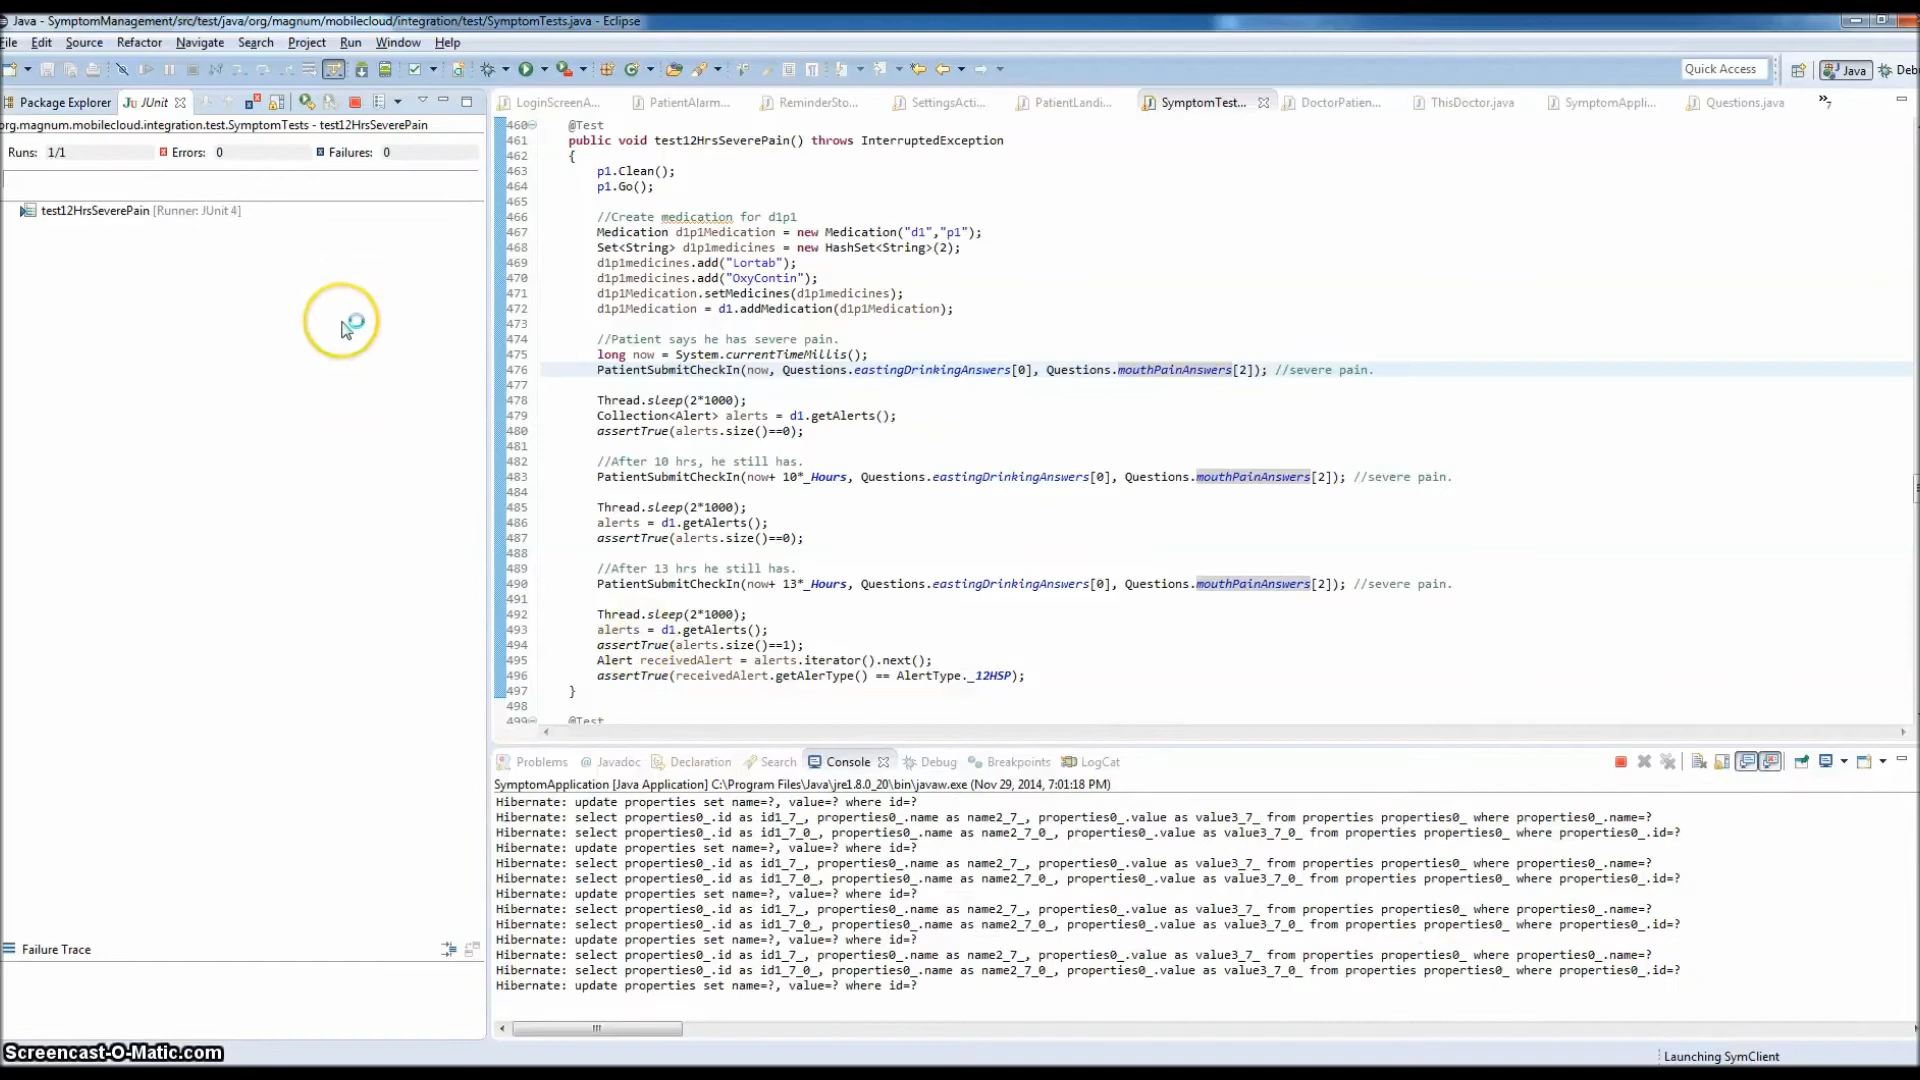 Java - SymptomManagement/src/test/java/org/magnum/mobilecloud/integration/test/SymptomTests.java - Eclipse
File Edit Source Refactor Navigate Search Project Run Window Help
Quick Access
Java
Deb
Package Explorer
JUnit
org.magnum.mobilecloud.integration.test.SymptomTests - test12HrsSeverePain
Runs: 1/1 Errors: 0 Failures: 0
test12HrsSeverePain [Runner: JUnit 4]
Failure Trace
LoginScreenA... PatientAlarm... ReminderSto... SettingsActi... PatientLandi... SymptomTest... DoctorPatien... ThisDoctor.java SymptomAppli... Questions.java »7
460 @Test
461 public void test12HrsSeverePain() throws InterruptedException
462 {
463 p1.Clean();
464 p1.Go();
465
466 //Create medication for d1p1
467 Medication d1p1Medication = new Medication("d1","p1");
468 Set<String> d1p1medicines = new HashSet<String>(2);
469 d1p1medicines.add("Lortab");
470 d1p1medicines.add("OxyContin");
471 d1p1Medication.setMedicines(d1p1medicines);
472 d1p1Medication = d1.addMedication(d1p1Medication);
473
474 //Patient says he has severe pain.
475 long now = System.currentTimeMillis();
476 PatientSubmitCheckIn(now, Questions.eastingDrinkingAnswers[0], Questions.mouthPainAnswers[2]); //severe pain.
477
478 Thread.sleep(2*1000);
479 Collection<Alert> alerts = d1.getAlerts();
480 assertTrue(alerts.size()==0);
481
482 //After 10 hrs, he still has.
483 PatientSubmitCheckIn(now+ 10*_Hours, Questions.eastingDrinkingAnswers[0], Questions.mouthPainAnswers[2]); //severe pain.
484
485 Thread.sleep(2*1000);
486 alerts = d1.getAlerts();
487 assertTrue(alerts.size()==0);
488
489 //After 13 hrs he still has.
490 PatientSubmitCheckIn(now+ 13*_Hours, Questions.eastingDrinkingAnswers[0], Questions.mouthPainAnswers[2]); //severe pain.
491
492 Thread.sleep(2*1000);
493 alerts = d1.getAlerts();
494 assertTrue(alerts.size()==1);
495 Alert receivedAlert = alerts.iterator().next();
496 assertTrue(receivedAlert.getAlerType() == AlertType._12HSP);
497 }
498
499 @Test
Problems @ Javadoc Declaration Search Console Debug Breakpoints LogCat
SymptomApplication [Java Application] C:\Program Files\Java\jre1.8.0_20\bin\javaw.exe (Nov 29, 2014, 7:01:18 PM)
Hibernate: update properties set name=?, value=? where id=?
Hibernate: select properties0_.id as id1_7_, properties0_.name as name2_7_, properties0_.value as value3_7_ from properties properties0_ where properties0_.name=?
Hibernate: select properties0_.id as id1_7_0_, properties0_.name as name2_7_0_, properties0_.value as value3_7_0_ from properties properties0_ where properties0_.id=?
Hibernate: update properties set name=?, value=? where id=?
Hibernate: select properties0_.id as id1_7_, properties0_.name as name2_7_, properties0_.value as value3_7_ from properties properties0_ where properties0_.name=?
Hibernate: select properties0_.id as id1_7_0_, properties0_.name as name2_7_0_, properties0_.value as value3_7_0_ from properties properties0_ where properties0_.id=?
Hibernate: update properties set name=?, value=? where id=?
Hibernate: select properties0_.id as id1_7_, properties0_.name as name2_7_, properties0_.value as value3_7_ from properties properties0_ where properties0_.name=?
Hibernate: select properties0_.id as id1_7_0_, properties0_.name as name2_7_0_, properties0_.value as value3_7_0_ from properties properties0_ where properties0_.id=?
Hibernate: update properties set name=?, value=? where id=?
Hibernate: select properties0_.id as id1_7_, properties0_.name as name2_7_, properties0_.value as value3_7_ from properties properties0_ where properties0_.name=?
Hibernate: select properties0_.id as id1_7_0_, properties0_.name as name2_7_0_, properties0_.value as value3_7_0_ from properties properties0_ where properties0_.id=?
Hibernate: update properties set name=?, value=? where id=?
Screencast-O-Matic.com
Launching SymClient